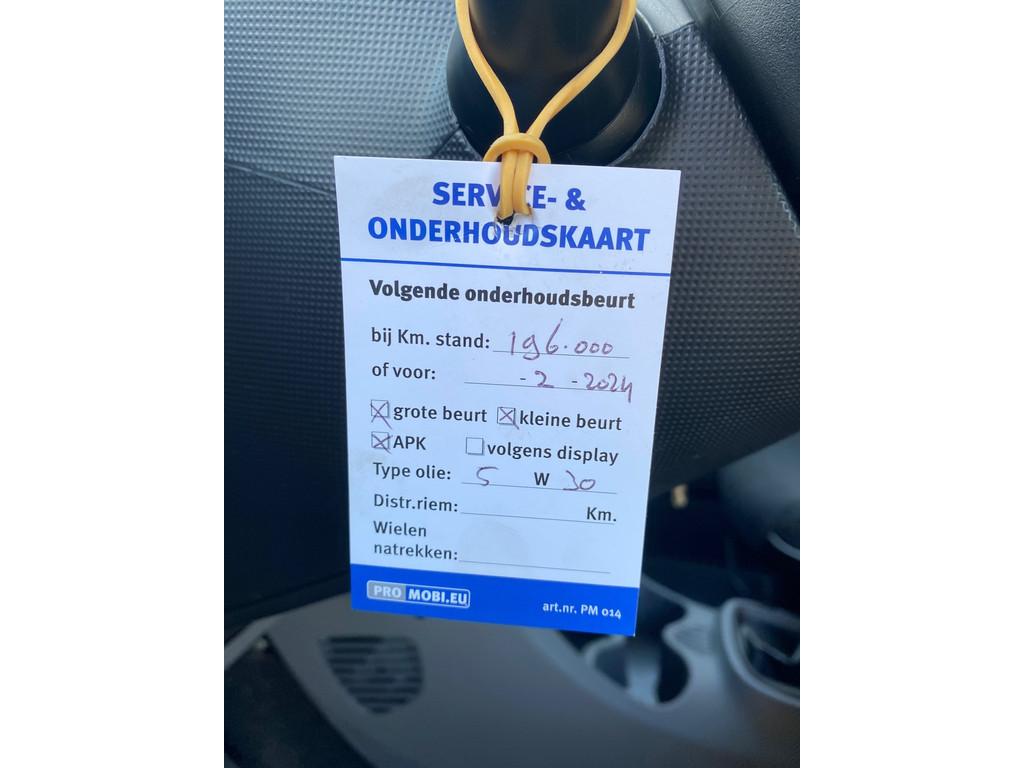 SERVICE- &
ONDERHOUDSKAART
Volgende onderhoudsbeurt
bij Km. stand: 196.000
of voor: -2 -2024
grote beurt kleine beurt
APK volgens display
Type olie: 5 W 30
Distr.riem: Km.
Wielen
natrekken:
PRO MOBI.EU art.nr. PM 014